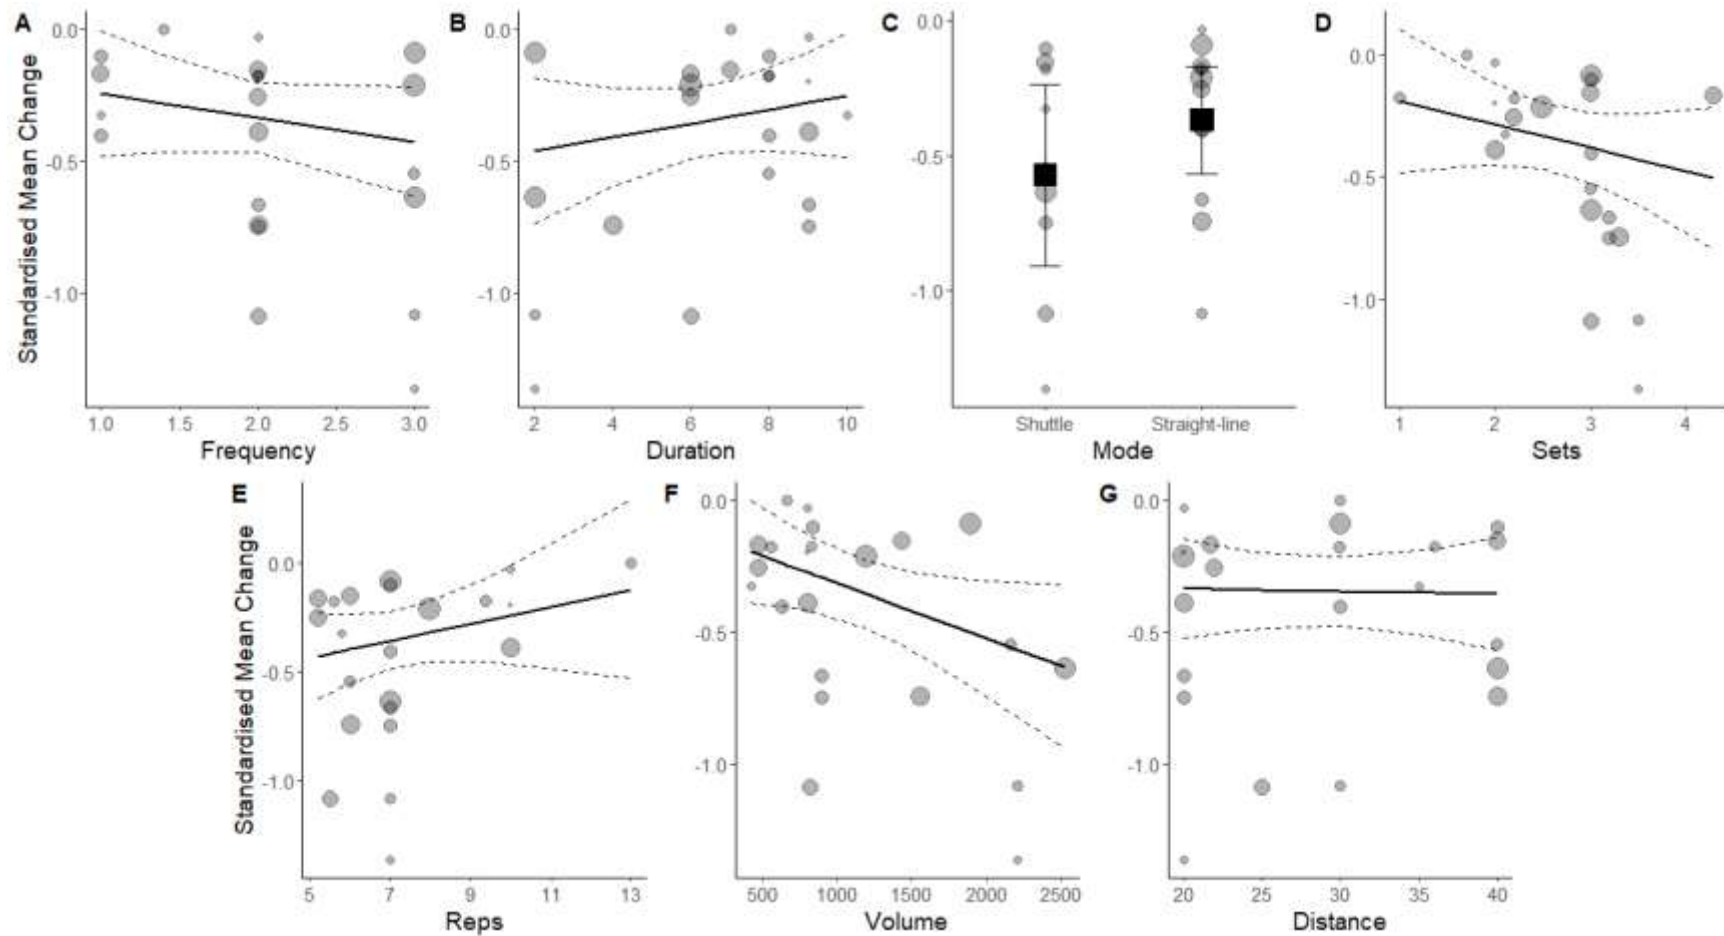 A
B
C
D
Standardised Mean Change
0.0
-0.5
-1.0
0.0
-0.5
-1.0
0.0
-0.5
-1.0
0.0
-0.5
-1.0
1.0 1.5 2.0 2.5 3.0
2 4 6 8 10
Shuttle Straight-line
1 2 3 4
Frequency
Duration
Mode
Sets
E
F
G
Standardised Mean Change
0.0
-0.5
-1.0
0.0
-0.5
-1.0
0.0
-0.5
-1.0
5 7 9 11 13
500 1000 1500 2000 2500
20 25 30 35 40
Reps
Volume
Distance